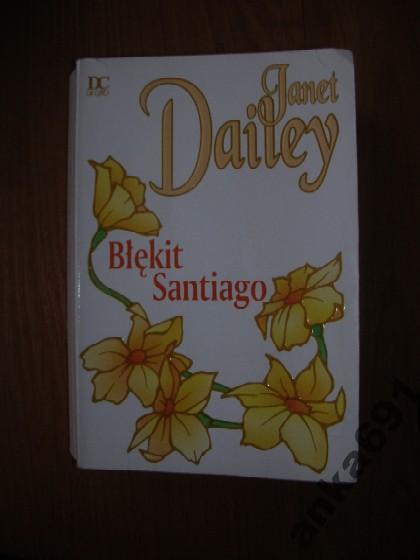 DC
Janet
Dailey
Błękit
Santiago
anka691